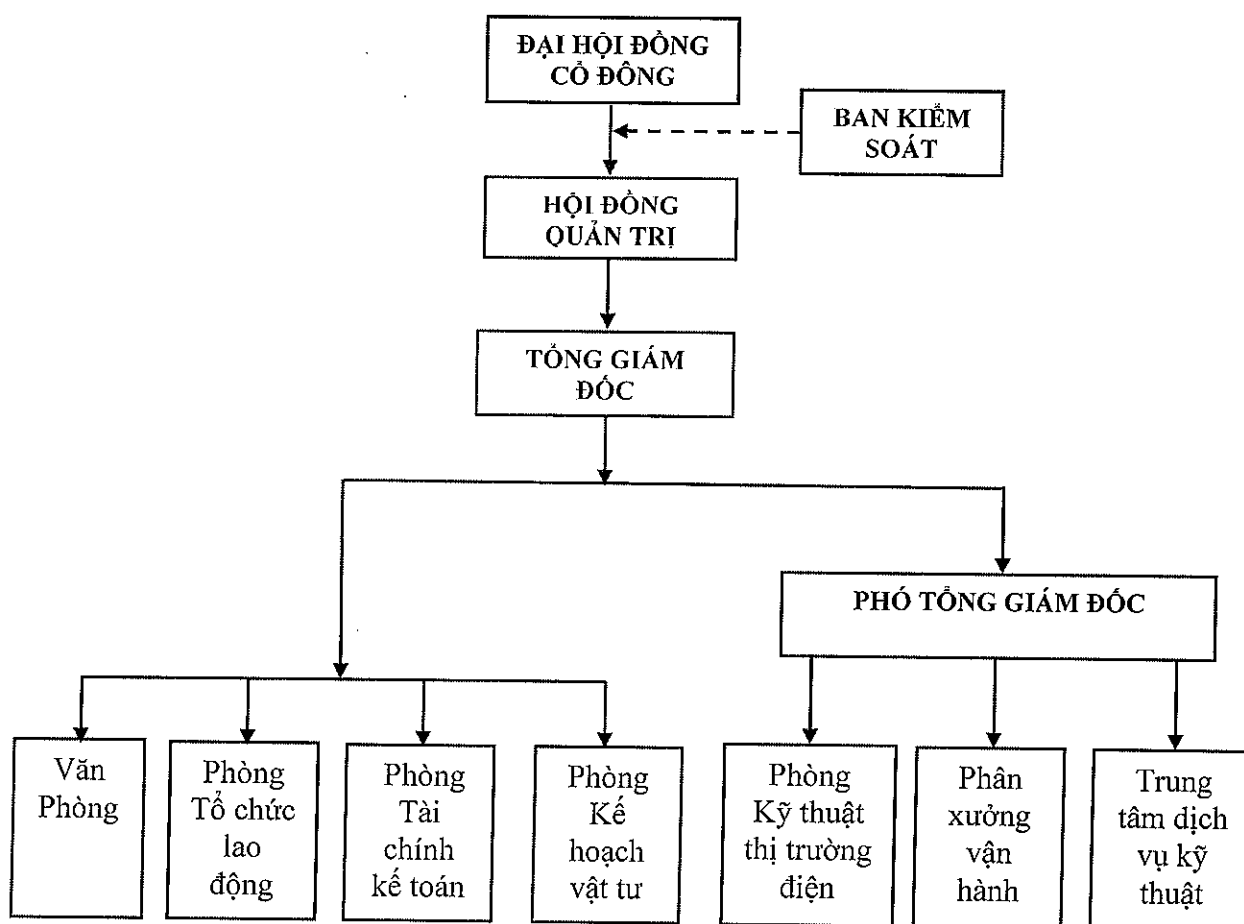 ĐẠI HỘI ĐỒNG
CỔ ĐÔNG
BAN KIỂM
SOÁT
HỘI ĐỒNG
QUẢN TRỊ
TỔNG GIÁM
ĐỐC
PHÓ TỔNG GIÁM ĐỐC
Văn
Phòng
Phòng
Tổ chức
lao
động
Phòng
Tài
chính
kế toán
Phòng
Kế
hoạch
vật tư
Phòng
Kỹ thuật
thị trường
điện
Phân
xưởng
vận
hành
Trung
tâm dịch
vụ kỹ
thuật